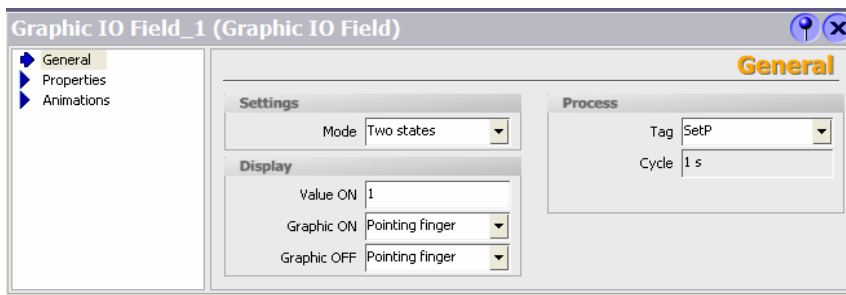 Graphic IO Field_1 (Graphic IO Field)
General
Properties
Animations
General
Settings
Mode Two states
Display
Value ON 1
Graphic ON Pointing finger
Graphic OFF Pointing finger
Process
Tag SetP
Cycle 1 s